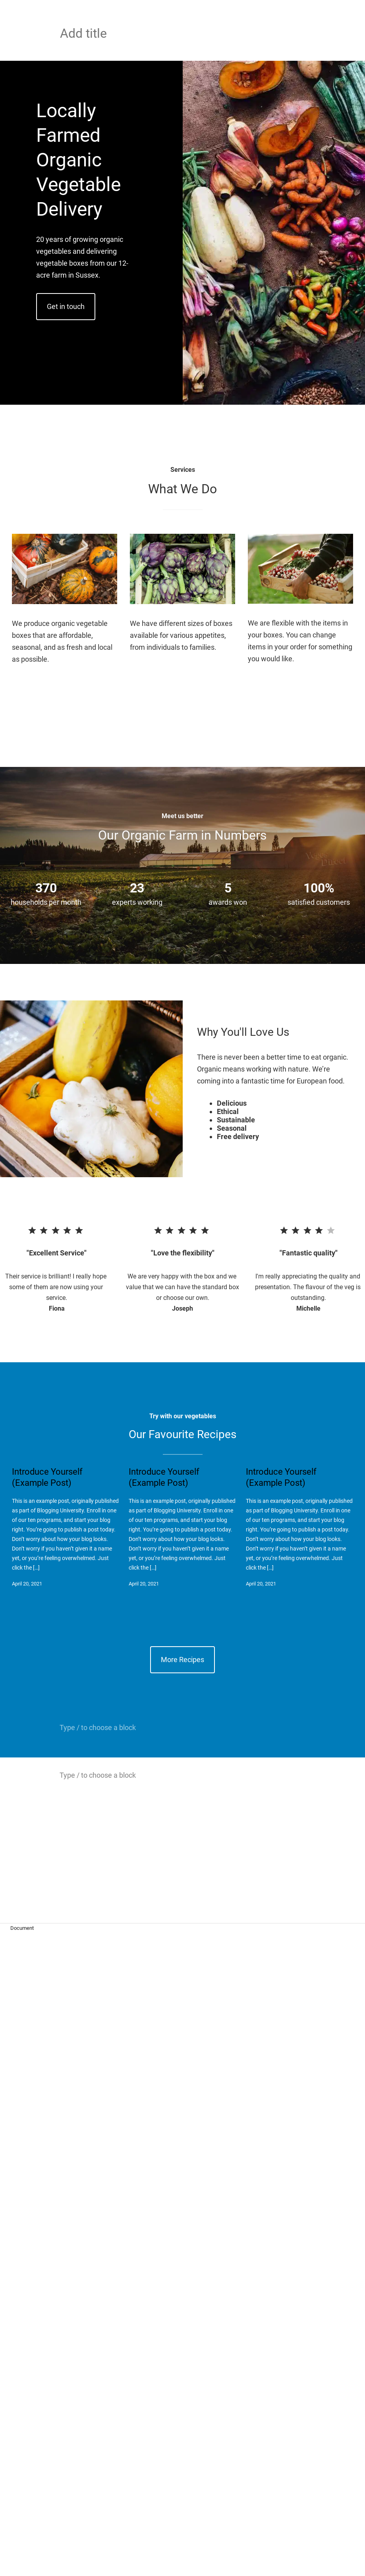 Add title
Locally
Farmed
Organic
Vegetable
Delivery
20 years of growing organic
vegetables and delivering
vegetable boxes from our 12-
acre farm in Sussex.
Get in touch
Services
What We Do
We produce organic vegetable
boxes that are affordable,
seasonal, and as fresh and local
as possible.
We have different sizes of boxes
available for various appetites,
from individuals to families.
We are flexible with the items in
your boxes. You can change
items in your order for something
you would like.
Meet us better
Our Organic Farm in Numbers
370
households per month
23
experts working
5
awards won
100%
satisfied customers
Why You'll Love Us
There is never been a better time to eat organic.
Organic means working with nature. We're
coming into a fantastic time for European food.
• Delicious
• Ethical
• Sustainable
• Seasonal
• Free delivery
"Excellent Service"
Their service is brilliant! I really hope
some of them are now using your
service.
Fiona
"Love the flexibility"
We are very happy with the box and we
value that we can have the standard box
or choose our own.
Joseph
"Fantastic quality"
I'm really appreciating the quality and
presentation. The flavour of the veg is
outstanding.
Michelle
Try with our vegetables
Our Favourite Recipes
Introduce Yourself
(Example Post)
This is an example post, originally published
as part of Blogging University. Enroll in one
of our ten programs, and start your blog
right. You're going to publish a post today.
Don't worry about how your blog looks.
Don't worry if you haven't given it a name
yet, or you're feeling overwhelmed. Just
click the [...]
April 20, 2021
Introduce Yourself
(Example Post)
This is an example post, originally published
as part of Blogging University. Enroll in one
of our ten programs, and start your blog
right. You're going to publish a post today.
Don't worry about how your blog looks.
Don't worry if you haven't given it a name
yet, or you're feeling overwhelmed. Just
click the [...]
April 20, 2021
Introduce Yourself
(Example Post)
This is an example post, originally published
as part of Blogging University. Enroll in one
of our ten programs, and start your blog
right. You're going to publish a post today.
Don't worry about how your blog looks.
Don't worry if you haven't given it a name
yet, or you're feeling overwhelmed. Just
click the [...]
April 20, 2021
More Recipes
Type / to choose a block
Type / to choose a block
Document